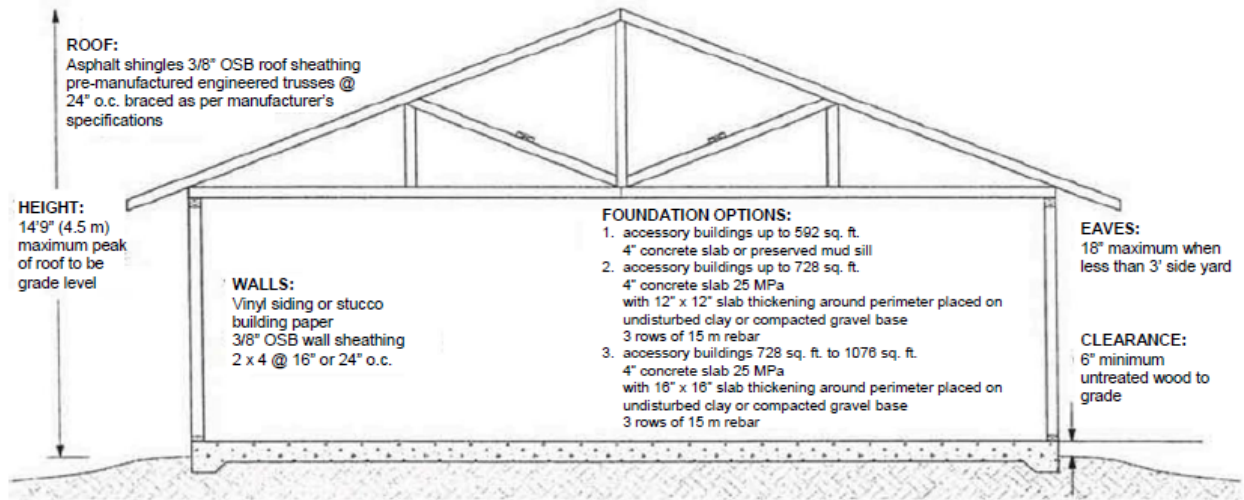 ROOF:
Asphalt shingles 3/8" OSB roof sheathing
pre-manufactured engineered trusses @
24" o.c. braced as per manufacturer's
specifications
HEIGHT:
14'9" (4.5 m)
maximum peak
of roof to be
grade level
WALLS:
Vinyl siding or stucco
building paper
3/8" OSB wall sheathing
2 x 4 @ 16" or 24" o.c.
FOUNDATION OPTIONS:
1. accessory buildings up to 592 sq. ft.
4" concrete slab or preserved mud sill
2. accessory buildings up to 728 sq. ft.
4" concrete slab 25 MPa
with 12" x 12" slab thickening around perimeter placed on
undisturbed clay or compacted gravel base
3 rows of 15 m rebar
3. accessory buildings 728 sq. ft. to 1076 sq. ft.
4" concrete slab 25 MPa
with 16" x 16" slab thickening around perimeter placed on
undisturbed clay or compacted gravel base
3 rows of 15 m rebar
EAVES:
18" maximum when
less than 3' side yard
CLEARANCE:
6" minimum
untreated wood to
grade